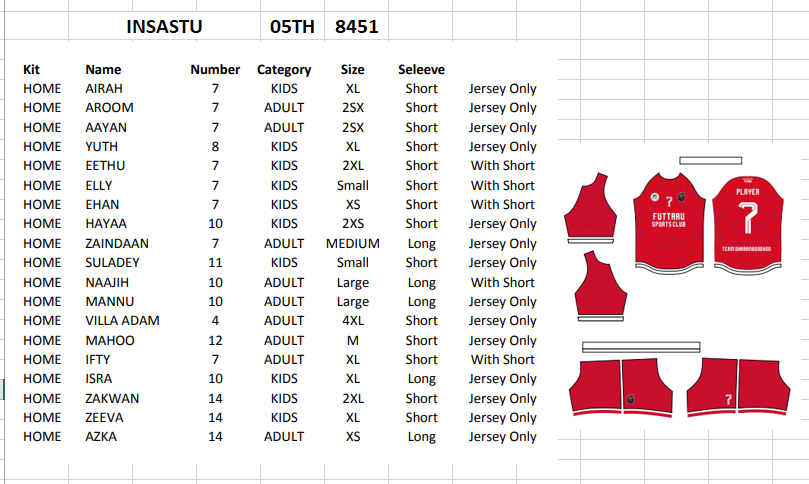 INSASTU 05TH 8451
Kit Name Number Category Size Seleeve
HOME AIRAH 7 KIDS XL Short Jersey Only
HOME AROOM 7 ADULT 2SX Short Jersey Only
HOME AAYAN 7 ADULT 2SX Short Jersey Only
HOME YUTH 8 KIDS XL Short Jersey Only
HOME EETHU 7 KIDS 2XL Short With Short
HOME ELLY 7 KIDS Small Short With Short
HOME EHAN 7 KIDS XS Short With Short
HOME HAYAA 10 KIDS 2XS Short Jersey Only
HOME ZAINDAAN 7 ADULT MEDIUM Long Jersey Only
HOME SULADEY 11 KIDS Small Short Jersey Only
HOME NAAJIH 10 ADULT Large Long With Short
HOME MANNU 10 ADULT Large Long Jersey Only
HOME VILLA ADAM 4 ADULT 4XL Short Jersey Only
HOME MAHOO 12 ADULT M Short Jersey Only
HOME IFTY 7 ADULT XL Short With Short
HOME ISRA 10 KIDS XL Long Jersey Only
HOME ZAKWAN 14 KIDS 2XL Short Jersey Only
HOME ZEEVA 14 KIDS XL Short Jersey Only
HOME AZKA 14 ADULT XS Long Jersey Only
7
FUTTARU
SPORTS CLUB
PLAYER
7
TEAM DHARANBOODHOO
7